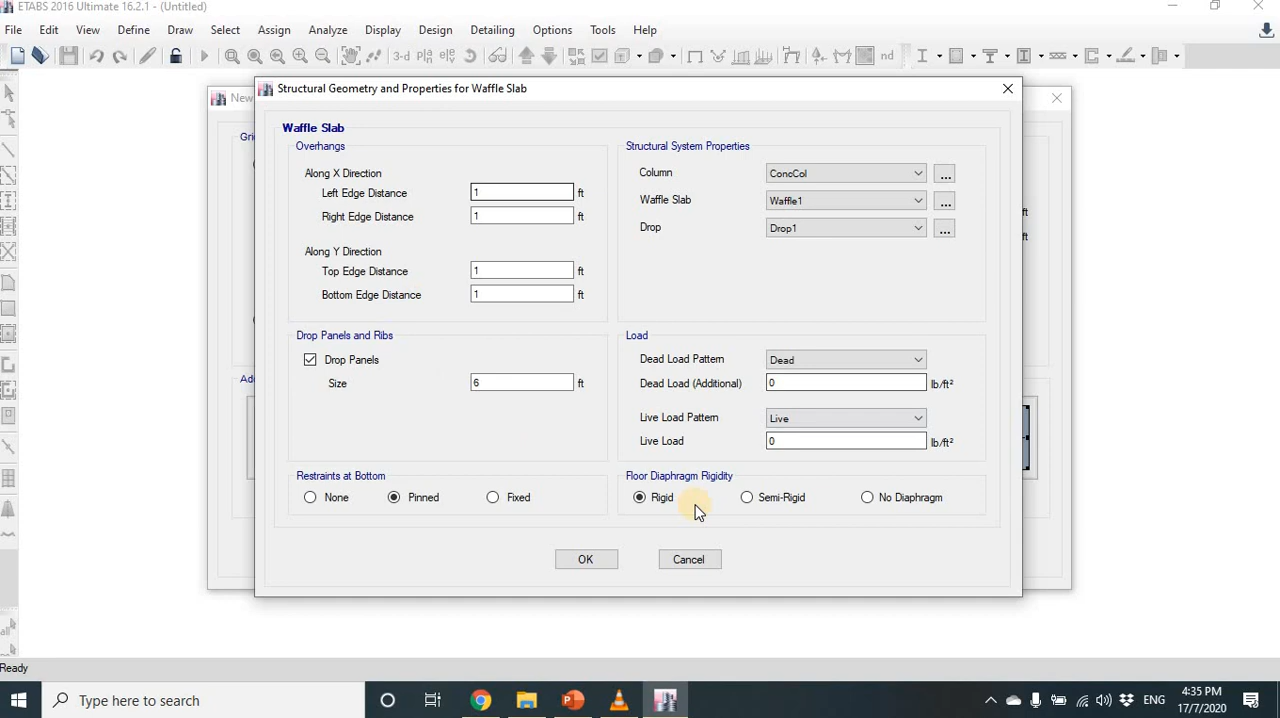 ETABS 2016 Ultimate 16.2.1 - (Untitled)
File Edit View Define Draw Select Assign Analyze Display Design Detailing Options Tools Help
3-d nd
New
Structural Geometry and Properties for Waffle Slab
Waffle Slab
Overhangs
Along X Direction
Left Edge Distance 1 ft
Right Edge Distance 1 ft
Along Y Direction
Top Edge Distance 1 ft
Bottom Edge Distance 1 ft
Structural System Properties
Column ConcCol ...
Waffle Slab Waffle1 ...
Drop Drop1 ...
Drop Panels and Ribs
Drop Panels
Size 6 ft
Load
Dead Load Pattern Dead
Dead Load (Additional) 0 lb/ft²
Live Load Pattern Live
Live Load 0 lb/ft²
Restraints at Bottom
None Pinned Fixed
Floor Diaphragm Rigidity
Rigid Semi-Rigid No Diaphragm
OK Cancel
ft
ft
all
Ready
Type here to search
ENG
4:35 PM
17/7/2020